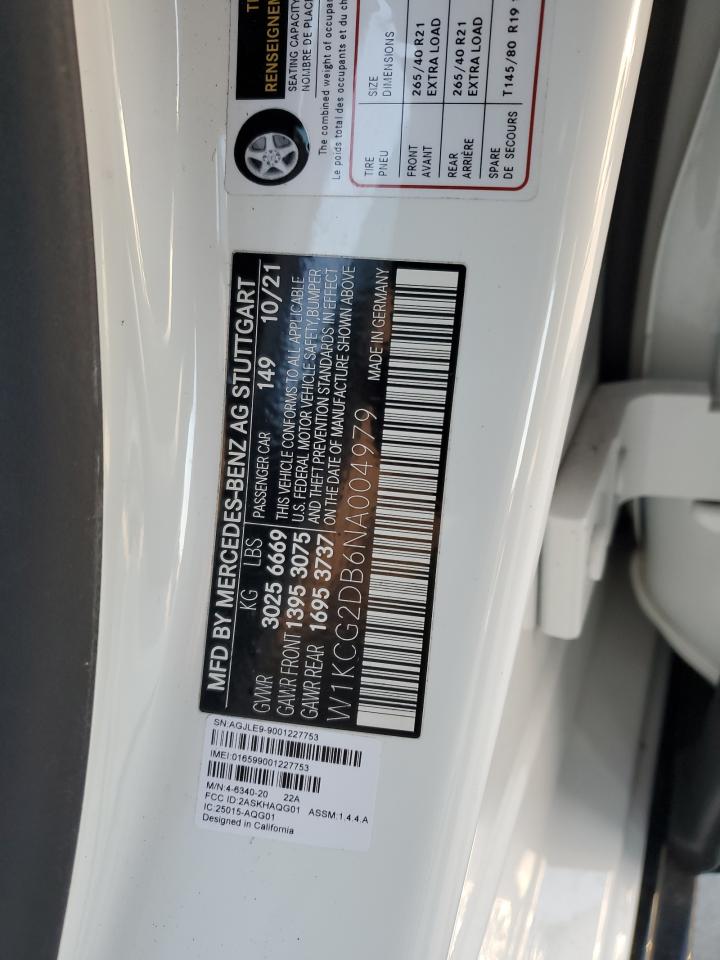 TI
RENSEIGNEM
SEATING CAPACITY
NOMBRE DE PLACE
The combined weight of occupa
Le poids total des occupants et du ch
TIRE SIZE
PNEU DIMENSIONS
FRONT 265/40 R21
AVANT EXTRA LOAD
REAR 265/40 R21
ARRIÈRE EXTRA LOAD
SPARE T145/80 R19
DE SECOURS
MFD BY MERCEDES-BENZ AG STUTTGART
KG LBS PASSENGER CAR 149 10/21
GVWR 3025 6669
GAWR FRONT 1395 3075
GAWR REAR 1695 3737
THIS VEHICLE CONFORMS TO ALL APPLICABLE
U.S. FEDERAL MOTOR VEHICLE SAFETY, BUMPER
AND THEFT PREVENTION STANDARDS IN EFFECT
ON THE DATE OF MANUFACTURE SHOWN ABOVE
W1KCG2DB6NA004979 MADE IN GERMANY
SN:AGJLE9-9001227753
IMEI:016599001227753
M/N:4-6340-20 22A
FCC ID:2ASKHAQG01 ASSM:1.4.4.A
IC:25015-AQG01
Designed in California